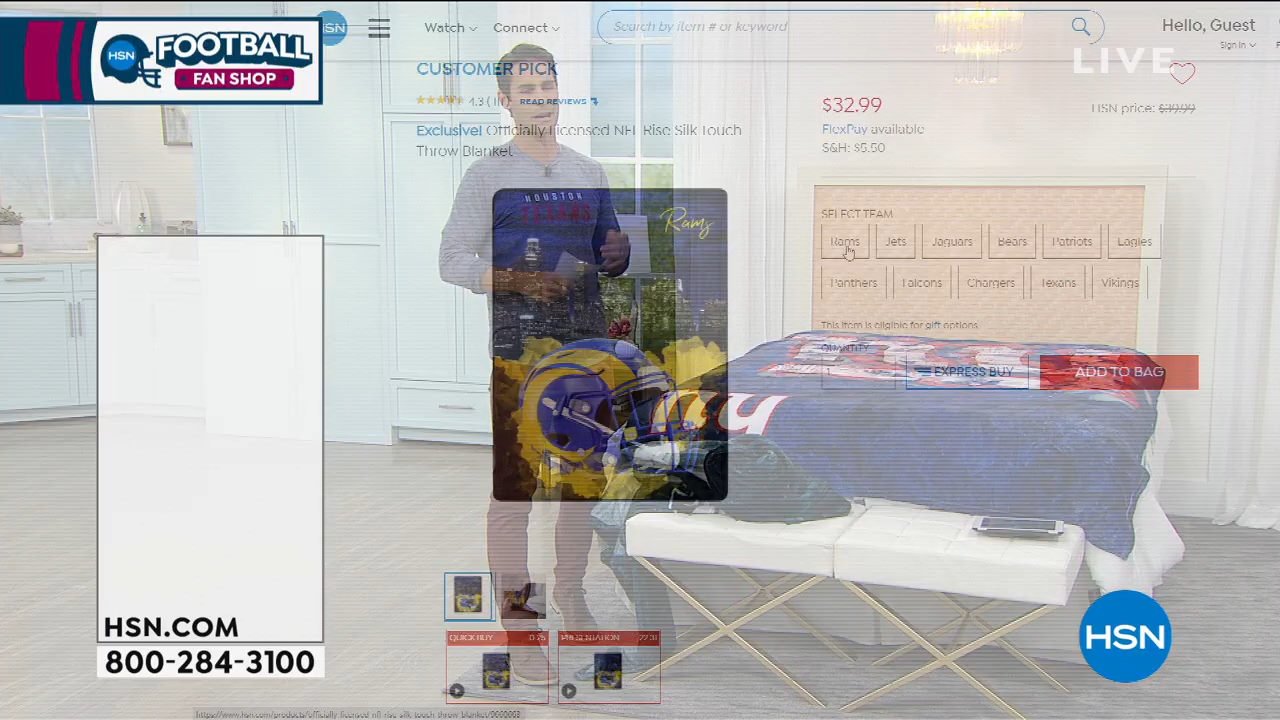 HSN
FOOTBALL
FAN SHOP
HSN
Watch
Connect
Search by item # or keyword
Hello, Guest
Sign In
LIVE
CUSTOMER PICK
READ REVIEWS
Exclusive! Officially Licensed NFL Rise Silk Touch
Throw Blanket
$32.99
HSN price: $39.99
FlexPay available
S&H: $5.50
HOUSTON
TEXANS
Rams
SELECT TEAM
Rams
Jets
Jaguars
Bears
Patriots
Eagles
Panthers
Falcons
Chargers
Texans
Vikings
This item is eligible for gift options
QUANTITY
1
EXPRESS BUY
ADD TO BAG
QUICK BUY
0:25
PRESENTATION
HSN.COM
800-284-3100
HSN